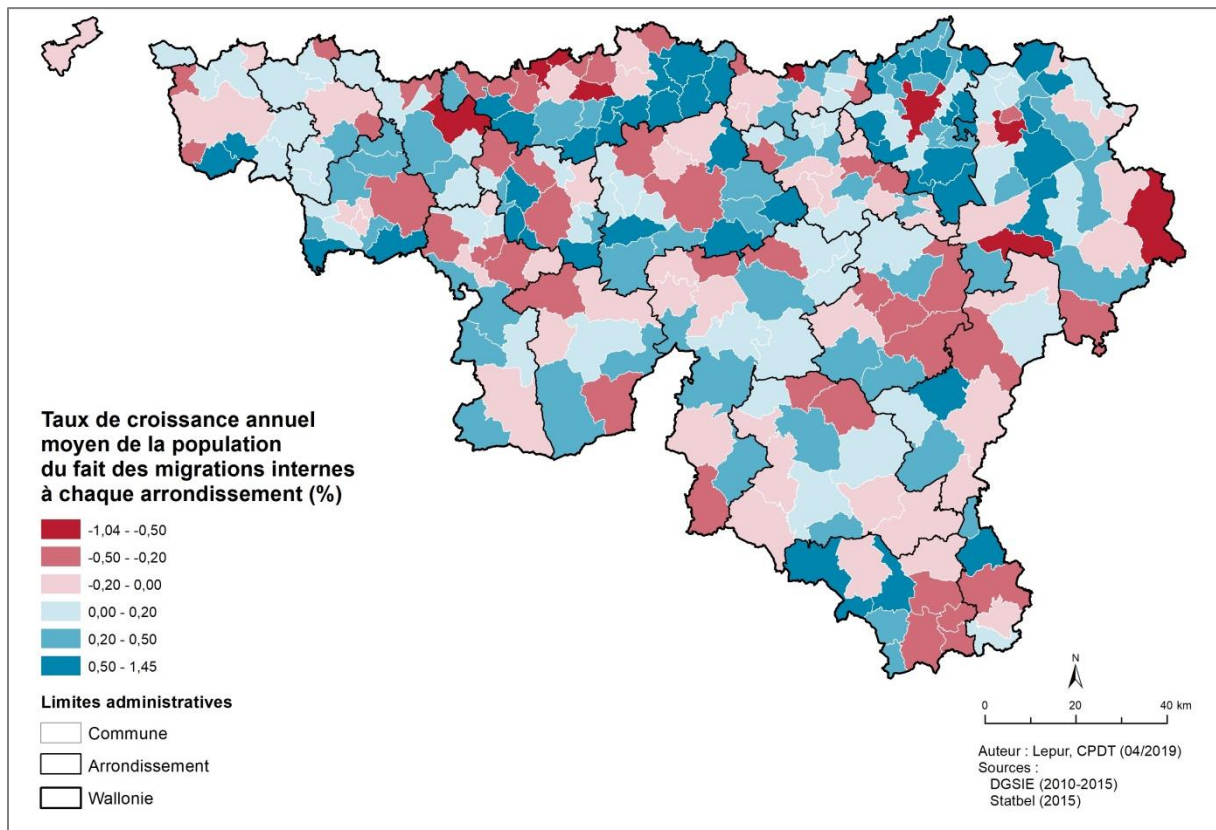 Taux de croissance annuel
moyen de la population
du fait des migrations internes
à chaque arrondissement (%)
-1,04 - -0,50
-0,50 - -0,20
-0,20 - 0,00
0,00 - 0,20
0,20 - 0,50
0,50 - 1,45
Limites administratives
Commune
Arrondissement
Wallonie
N
0 20 40 km
Auteur : Lepur, CPDT (04/2019)
Sources :
DGSIE (2010-2015)
Statbel (2015)